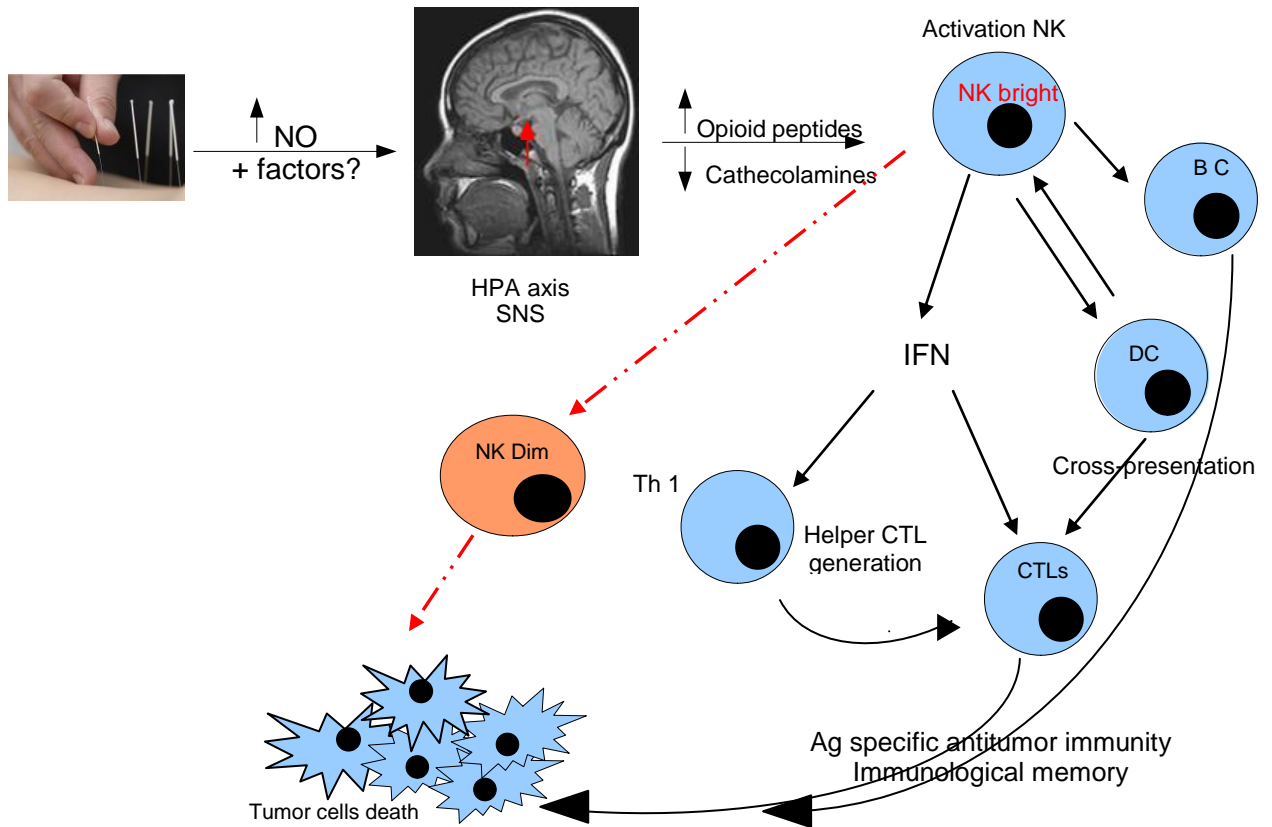 Activation NK
NK bright
NO
+ factors?
Opioid peptides
Cathecolamines
B C
HPA axis
SNS
IFN
DC
NK Dim
Cross-presentation
Th 1
Helper CTL
generation
CTLs
Ag specific antitumor immunity
Immunological memory
Tumor cells death